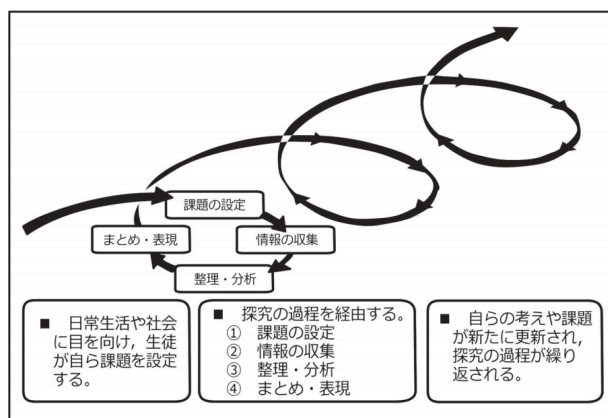 課題の設定
まとめ・表現
情報の収集
整理・分析
■ 日常生活や社会
に目を向け，生徒
が自ら課題を設定
する。
■ 探究の過程を経由する。
① 課題の設定
② 情報の収集
③ 整理・分析
④ まとめ・表現
■ 自らの考えや課題
が新たに更新され，
探究の過程が繰り
返される。